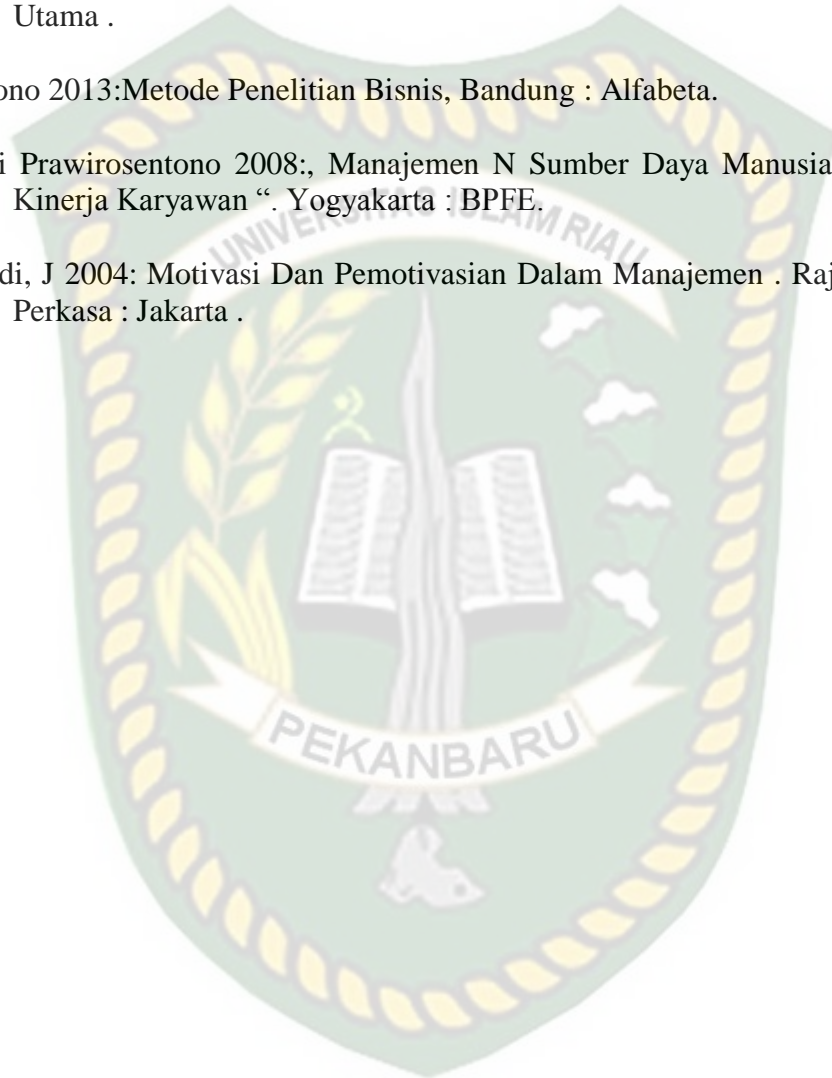 Utama .
ono 2013:Metode Penelitian Bisnis, Bandung : Alfabeta.
i Prawirosentono 2008:, Manajemen N Sumber Daya Manusia
Kinerja Karyawan “. Yogyakarta : BPFE.
UNIVERSITAS ISLAM RIAU
di, J 2004: Motivasi Dan Pemotivasian Dalam Manajemen . Raj
Perkasa : Jakarta .
PEKANBARU